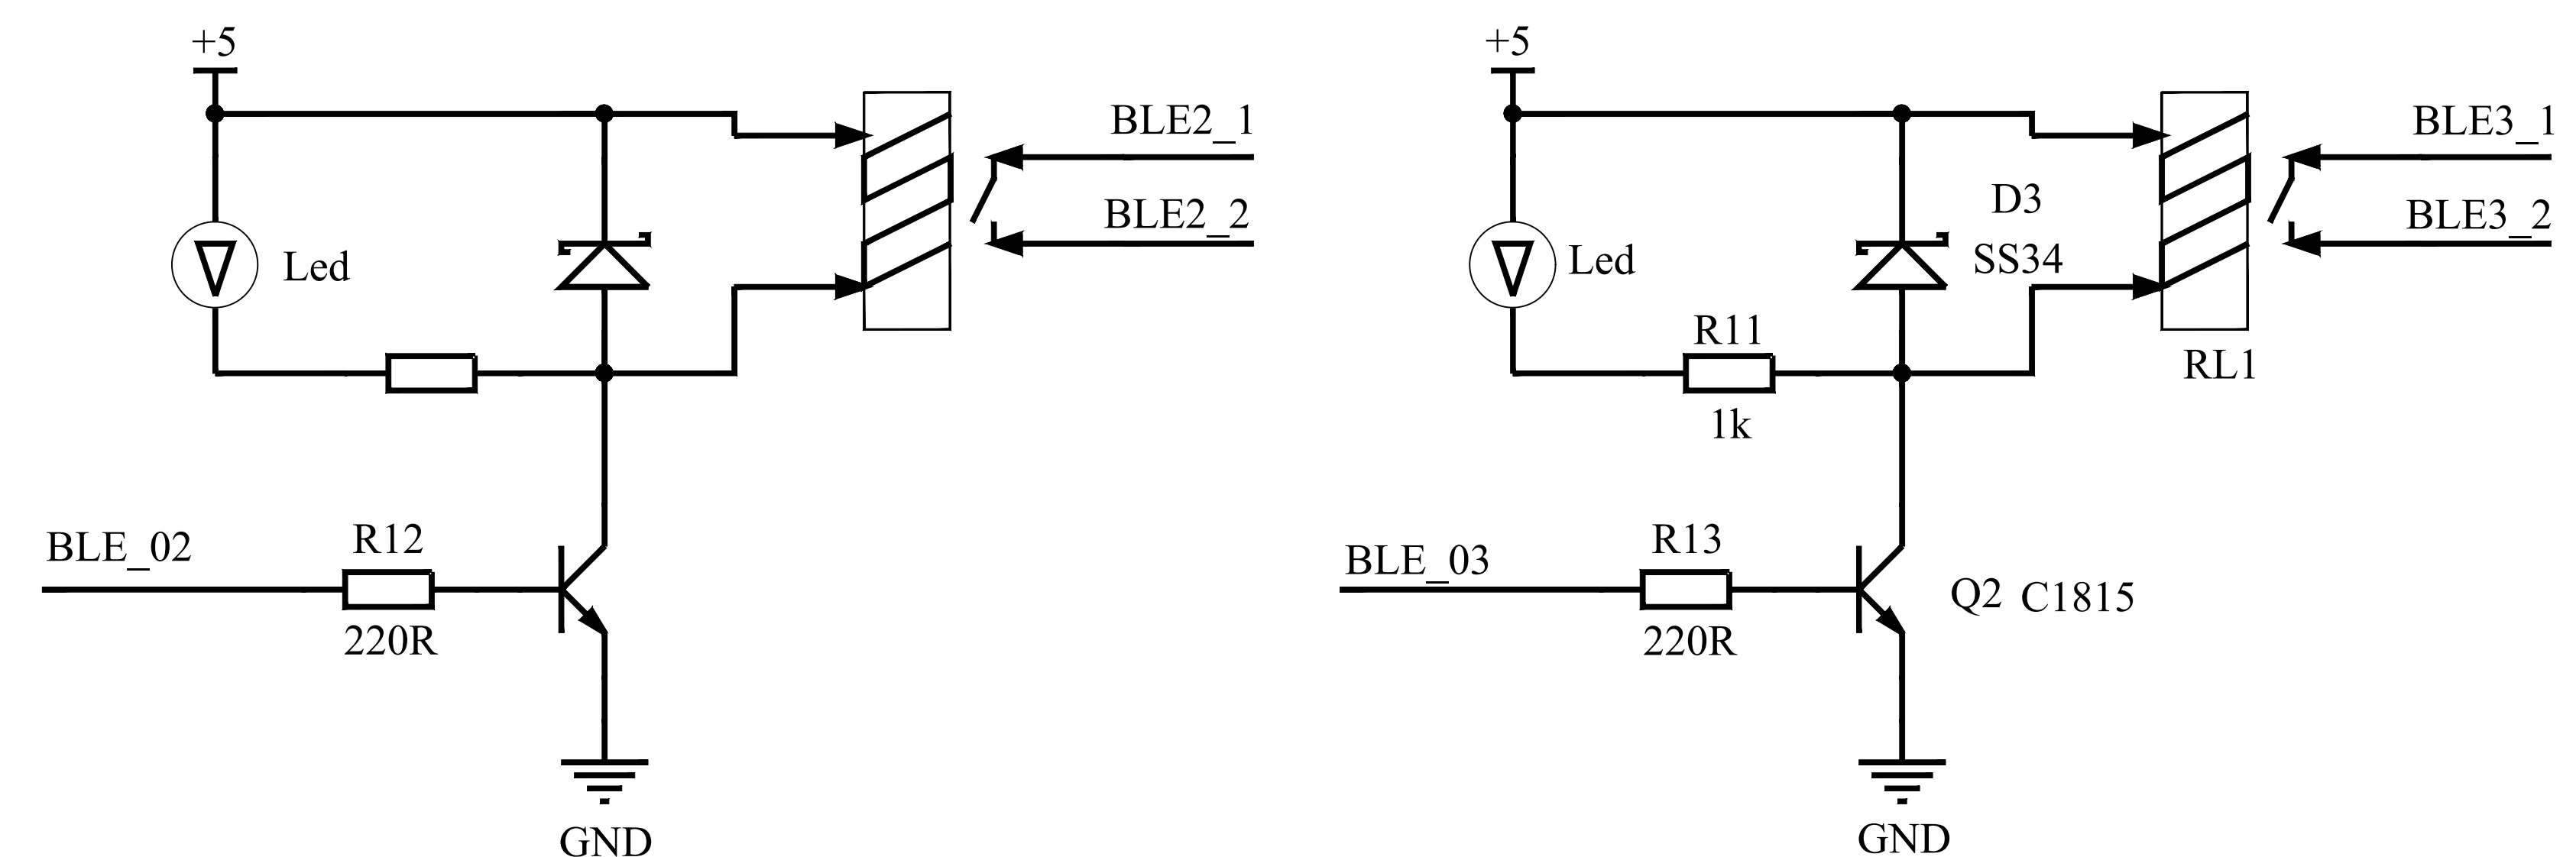 +5
BLE2_1
BLE2_2
Led
BLE_02
R12
220R
GND
+5
BLE3_1
D3
BLE3_2
Led
SS34
R11
RL1
1k
R13
BLE_03
Q2 C1815
220R
GND